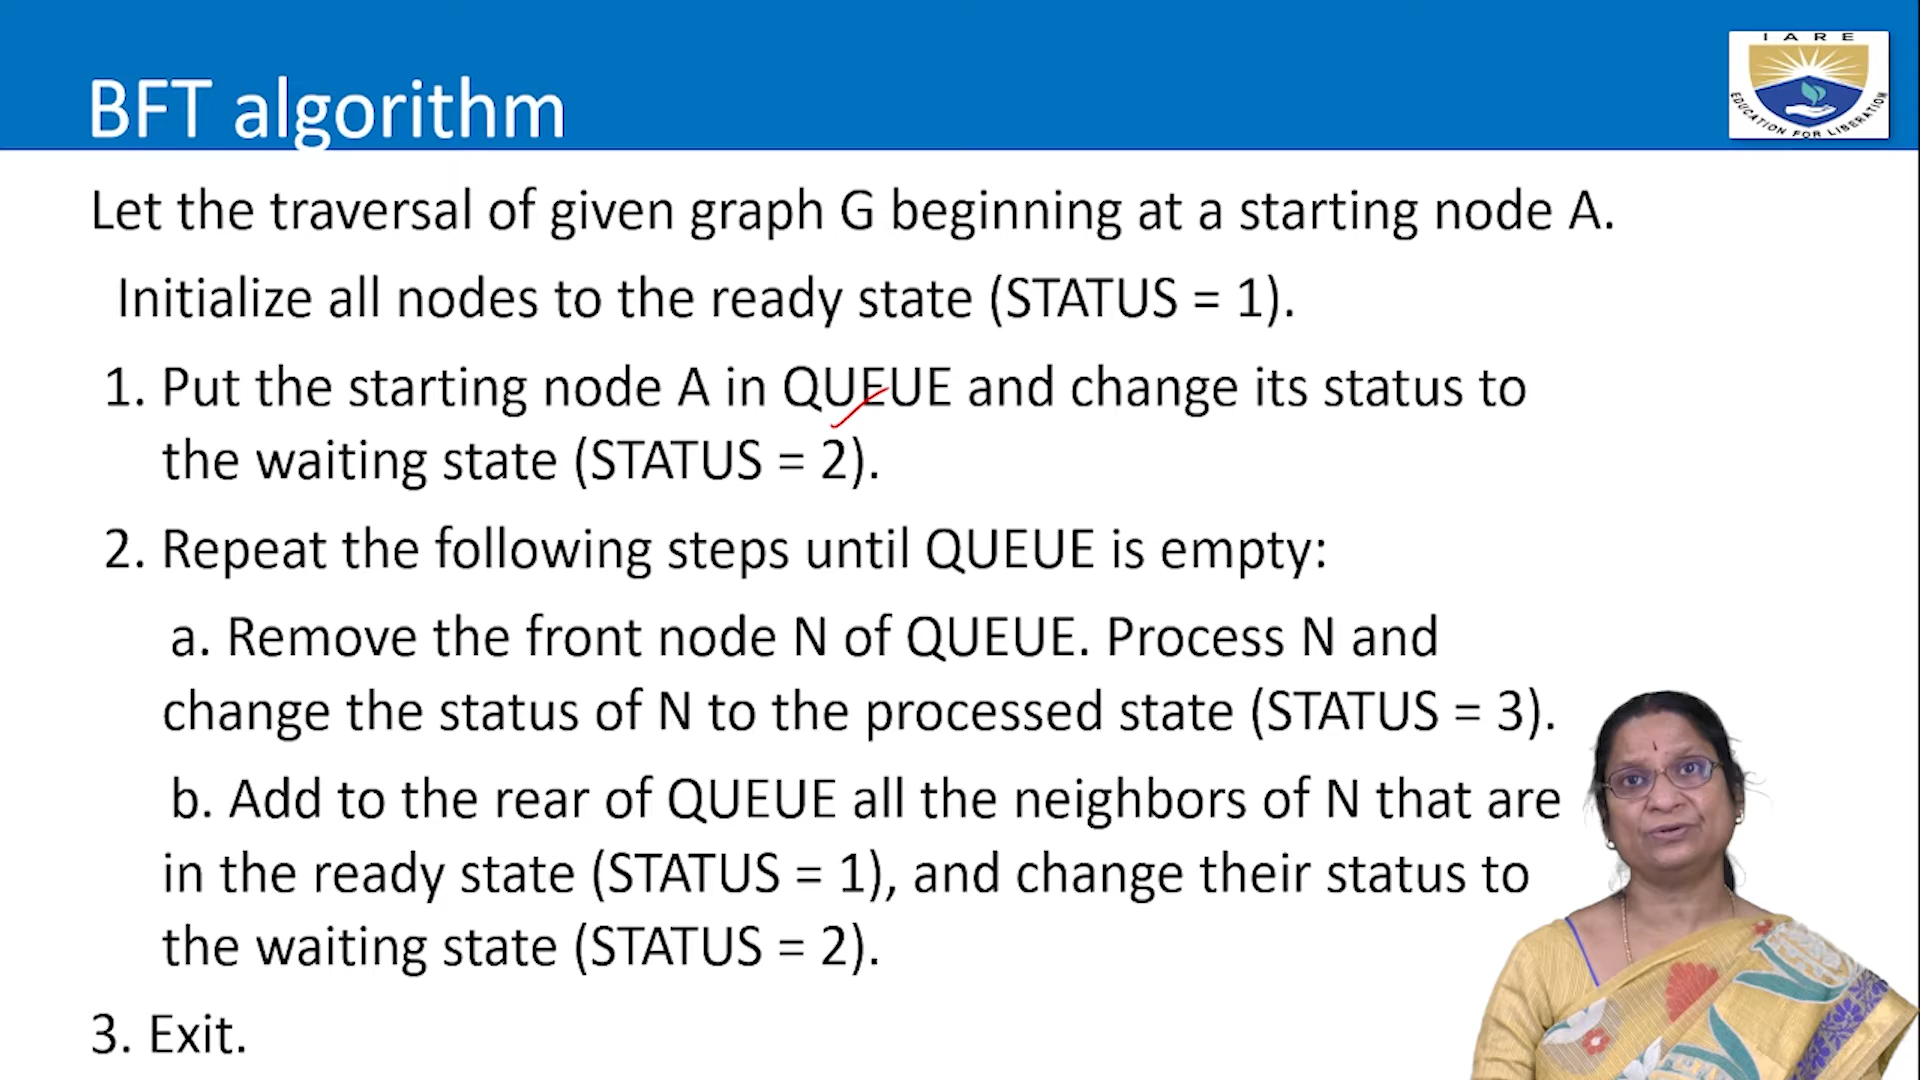 IARE
EDUCATION FOR LIBERATION
BFT algorithm
Let the traversal of given graph G beginning at a starting node A.
Initialize all nodes to the ready state (STATUS = 1).
1. Put the starting node A in QUEUE and change its status to
the waiting state (STATUS = 2).
2. Repeat the following steps until QUEUE is empty:
a. Remove the front node N of QUEUE. Process N and
change the status of N to the processed state (STATUS = 3).
b. Add to the rear of QUEUE all the neighbors of N that are
in the ready state (STATUS = 1), and change their status to
the waiting state (STATUS = 2).
3. Exit.